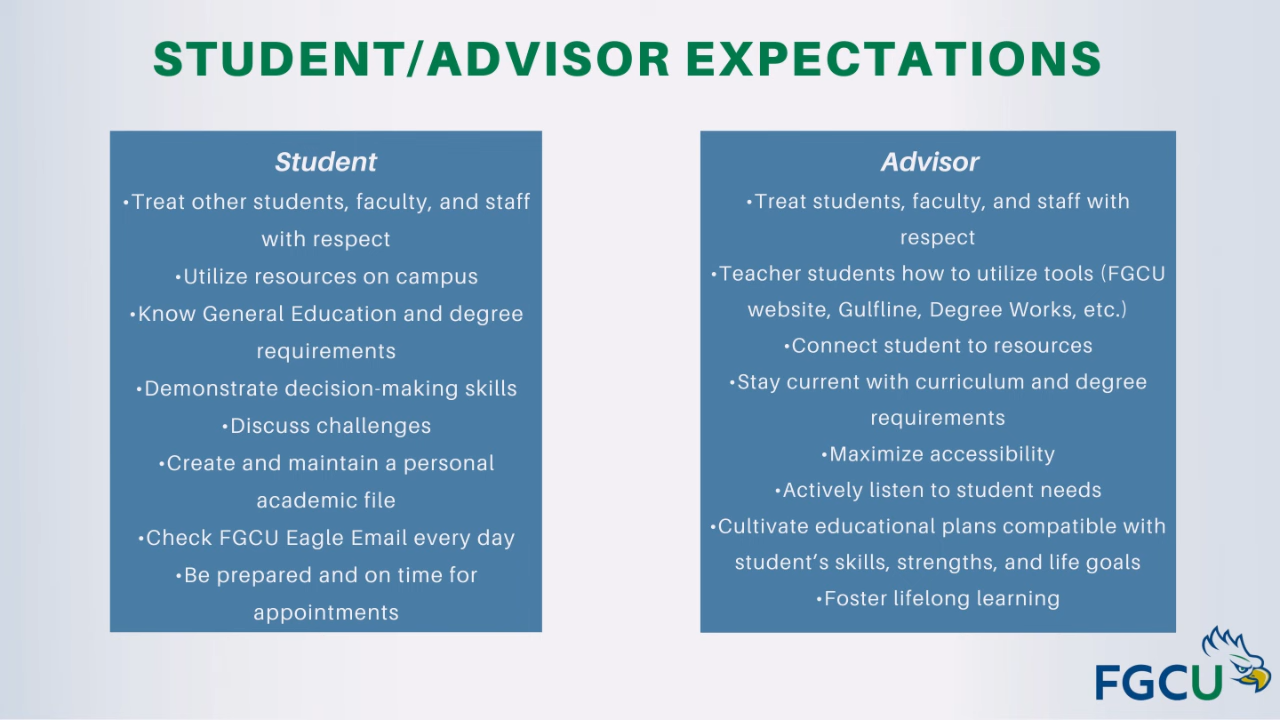 STUDENT/ADVISOR EXPECTATIONS
Student
•Treat other students, faculty, and staff
with respect
•Utilize resources on campus
•Know General Education and degree
requirements
•Demonstrate decision-making skills
•Discuss challenges
•Create and maintain a personal
academic file
•Check FGCU Eagle Email every day
•Be prepared and on time for
appointments
Advisor
•Treat students, faculty, and staff with
respect
•Teacher students how to utilize tools (FGCU
website, Gulfline, Degree Works, etc.)
•Connect student to resources
•Stay current with curriculum and degree
requirements
•Maximize accessibility
•Actively listen to student needs
•Cultivate educational plans compatible with
student’s skills, strengths, and life goals
•Foster lifelong learning
FGCU